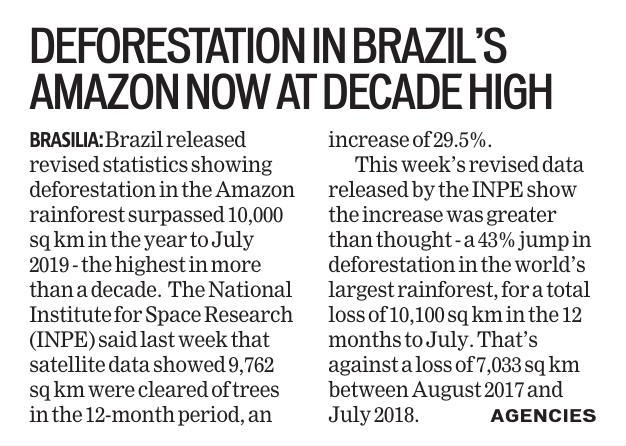 DEFORESTATION IN BRAZIL'S
AMAZON NOW AT DECADE HIGH
BRASILIA: Brazil released
revised statistics showing
deforestation in the Amazon
rainforest surpassed 10,000
sq km in the year to July
2019 - the highest in more
than a decade. The National
Institute for Space Research
(INPE) said last week that
satellite data showed 9,762
sq km were cleared of trees
in the 12-month period, an
increase of 29.5%.
This week's revised data
released by the INPE show
the increase was greater
than thought - a 43% jump in
deforestation in the world's
largest rainforest, for a total
loss of 10,100 sq km in the 12
months to July. That's
against a loss of 7,033 sq km
between August 2017 and
July 2018. AGENCIES